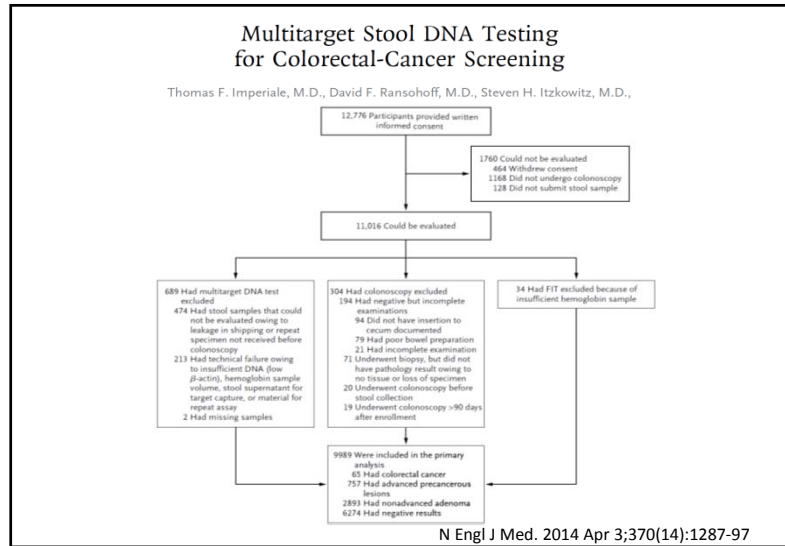 Multitarget Stool DNA Testing
for Colorectal-Cancer Screening
Thomas F. Imperiale, M.D., David F. Ransohoff, M.D., Steven H. Itzkowitz, M.D.,
12,776 Participants provided written
informed consent
1760 Could not be evaluated
464 Withdrew consent
1168 Did not undergo colonoscopy
128 Did not submit stool sample
11,016 Could be evaluated
689 Had multitarget DNA test
excluded
474 Had stool samples that could
not be evaluated owing to
leakage in shipping or repeat
specimen not received before
colonoscopy
213 Had technical failure owing
to insufficient DNA (low
β-actin), hemoglobin sample
volume, stool supernatant for
target capture, or material for
repeat assay
2 Had missing samples
304 Had colonoscopy excluded
194 Had negative but incomplete
examinations
94 Did not have insertion to
cecum documented
79 Had poor bowel preparation
21 Had incomplete examination
71 Underwent biopsy, but did not
have pathology result owing to
no tissue or loss of specimen
20 Underwent colonoscopy before
stool collection
19 Underwent colonoscopy >90 days
after enrollment
34 Had FIT excluded because of
insufficient hemoglobin sample
9989 Were included in the primary
analysis
65 Had colorectal cancer
757 Had advanced precancerous
lesions
2893 Had nonadvanced adenoma
6274 Had negative results
N Engl J Med. 2014 Apr 3;370(14):1287-97